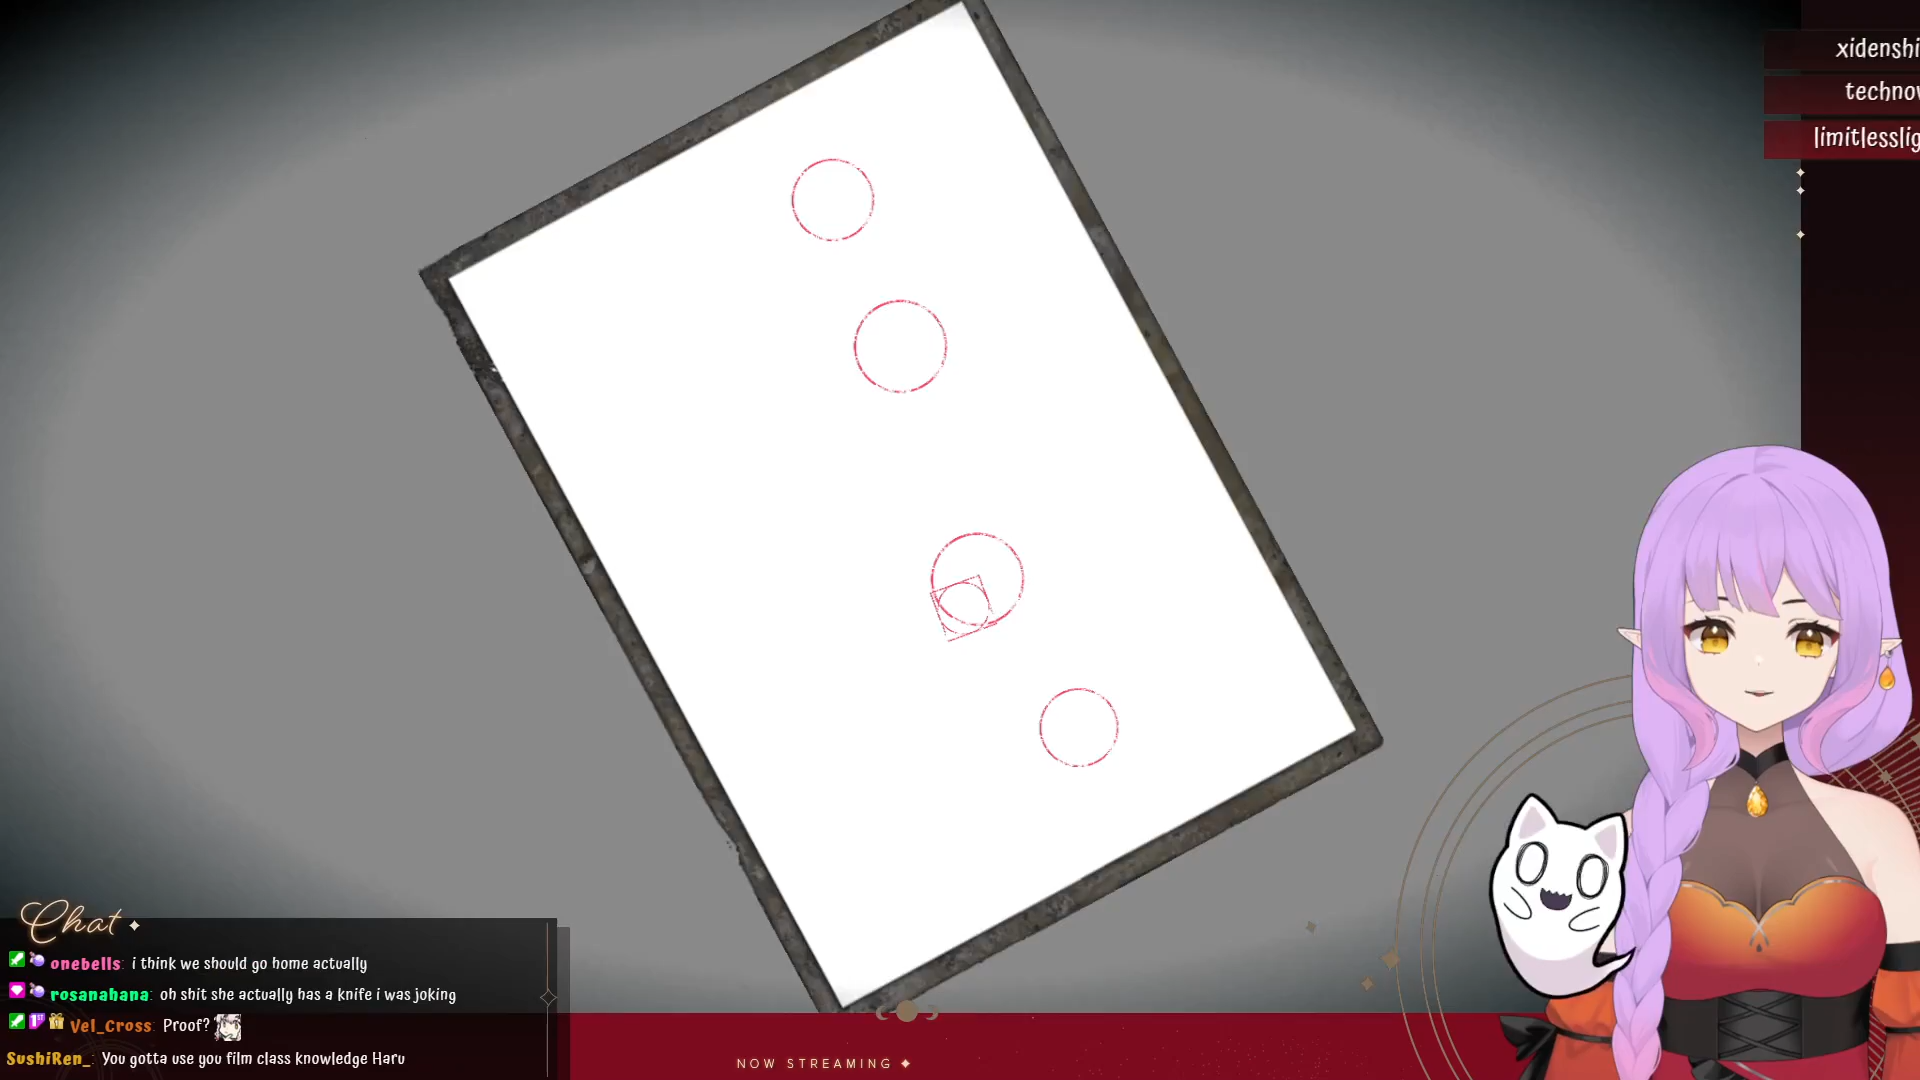 xidenshi
techno
limitlesslig
Chat
onebells: i think we should go home actually
rosanahana: oh shit she actually has a knife i was joking
Vel_Cross: Proof?
SushiRen_: You gotta use you film class knowledge Haru
NOW STREAMING